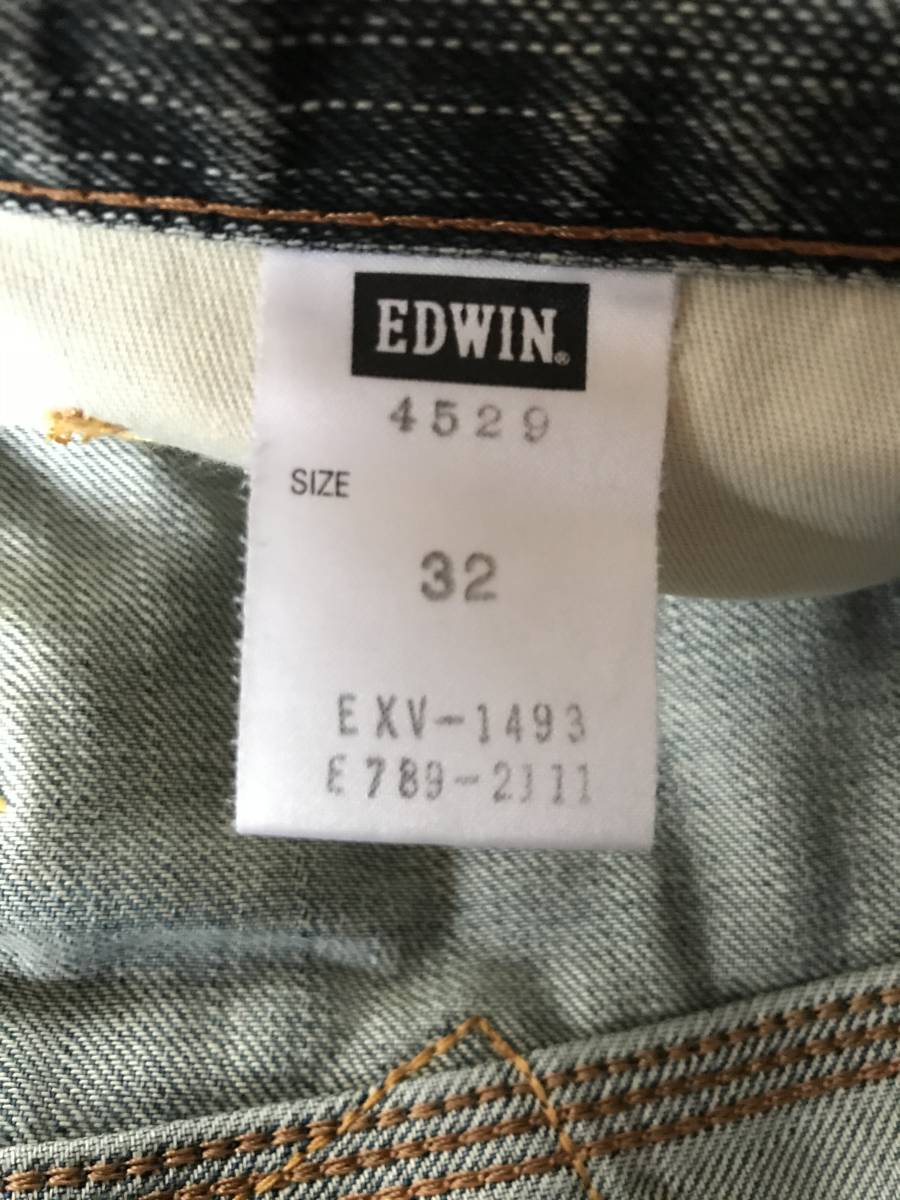 EDWIN®
4529
SIZE
32
EXV-1493
E789-2111